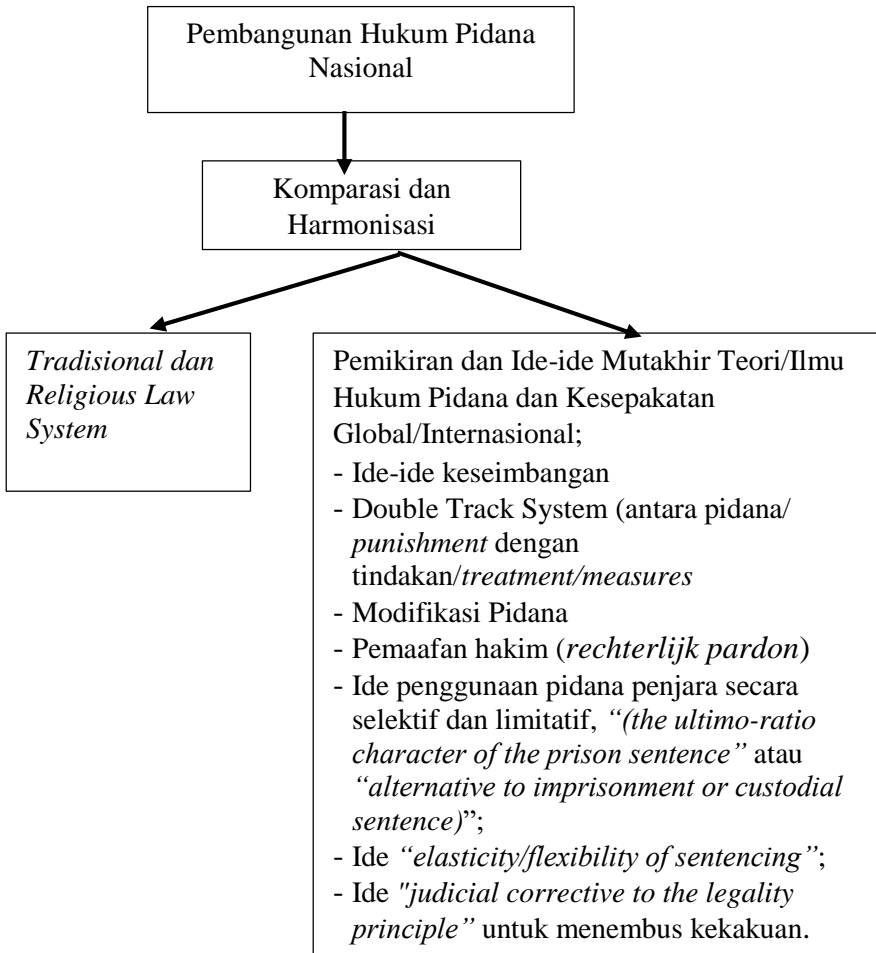 Pembangunan Hukum Pidana
Nasional
Komparasi dan
Harmonisasi
Tradisional dan
Religious Law
System
Pemikiran dan Ide-ide Mutakhir Teori/Ilmu
Hukum Pidana dan Kesepakatan
Global/Internasional;
- Ide-ide keseimbangan
- Double Track System (antara pidana/
punishment dengan
tindakan/treatment/measures
- Modifikasi Pidana
- Pemaafan hakim (rechterlijk pardon)
- Ide penggunaan pidana penjara secara
selektif dan limitatif, “(the ultimo-ratio
character of the prison sentence” atau
“alternative to imprisonment or custodial
sentence)”;
- Ide “elasticity/flexibility of sentencing”;
- Ide "judicial corrective to the legality
principle” untuk menembus kekakuan.